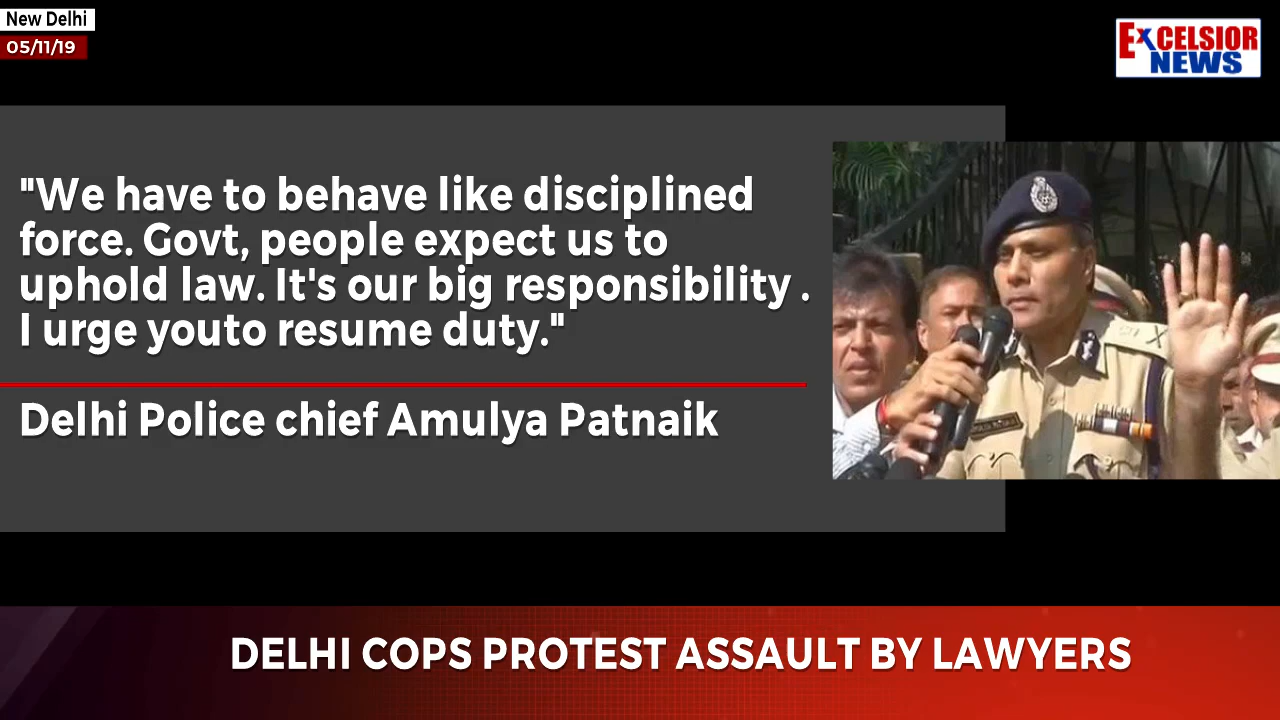 New Delhi
05/11/19
EXCELSIOR
NEWS
"We have to behave like disciplined
force. Govt, people expect us to
uphold law. It's our big responsibility .
I urge youto resume duty."
Delhi Police chief Amulya Patnaik
DELHI COPS PROTEST ASSAULT BY LAWYERS